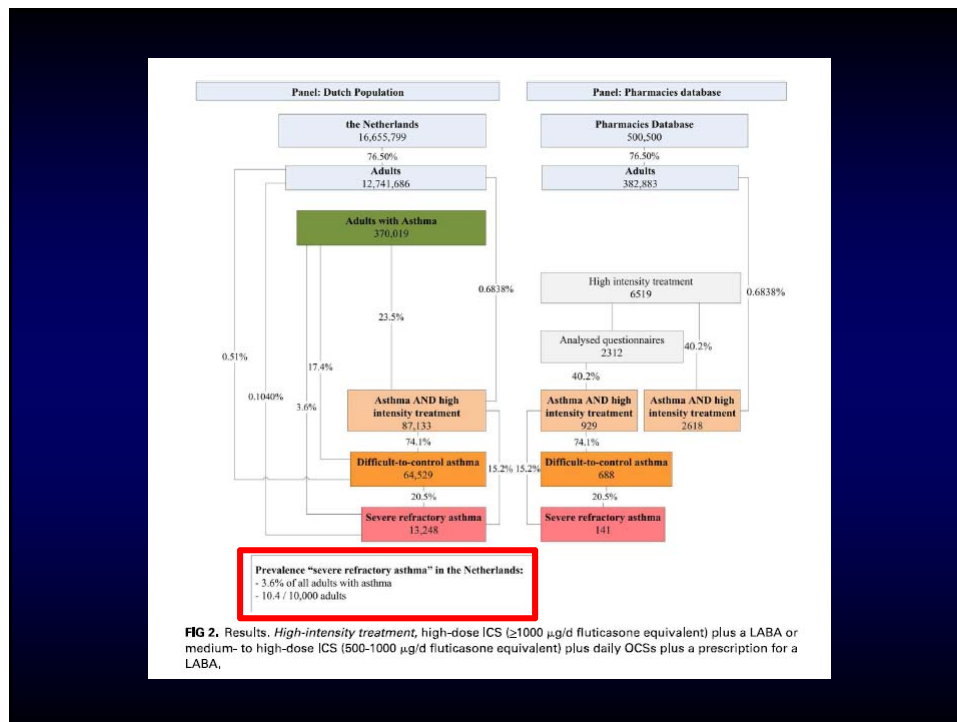 Panel: Dutch Population
Panel: Pharmacies database
the Netherlands
16,655,799
Pharmacies Database
500,500
76.50%
76.50%
Adults
12,741,686
Adults
382,883
Adults with Asthma
370,019
High intensity treatment
6519
0.6838%
0.6838%
23.5%
Analysed questionnaires
2312
40.2%
0.51%
17.4%
40.2%
0.1040%
3.6%
Asthma AND high
intensity treatment
87,133
Asthma AND high
intensity treatment
929
Asthma AND high
intensity treatment
2618
74.1%
74.1%
Difficult-to-control asthma
64,529
15.2%
15.2%
Difficult-to-control asthma
688
20.5%
20.5%
Severe refractory asthma
13,248
Severe refractory asthma
141
Prevalence “severe refractory asthma” in the Netherlands:
- 3.6% of all adults with asthma
- 10.4 / 10,000 adults
FIG 2. Results. High-intensity treatment, high-dose ICS (≥1000 μg/d fluticasone equivalent) plus a LABA or
medium- to high-dose ICS (500-1000 μg/d fluticasone equivalent) plus daily OCSs plus a prescription for a
LABA.